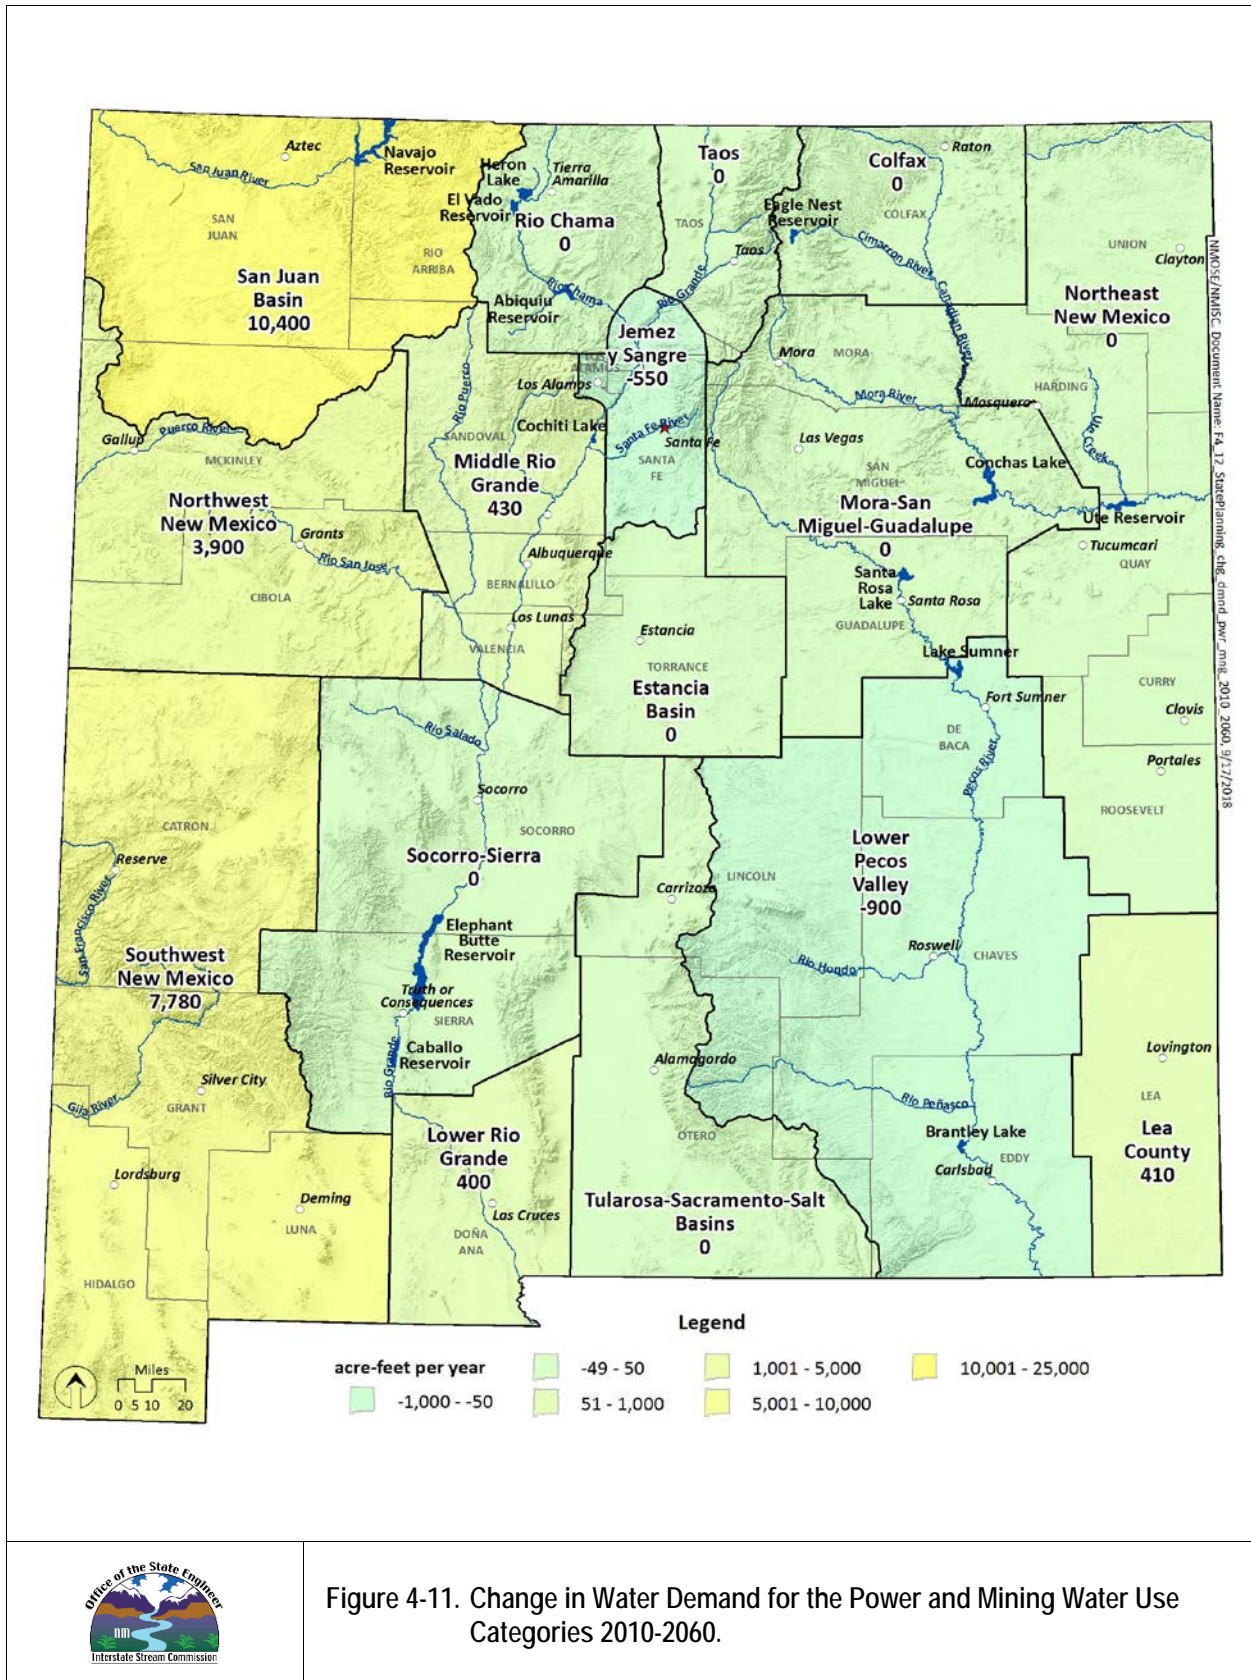 Aztec
Navajo
Reservoir
San Juan River
SAN
JUAN
RIO
ARRIBA
San Juan
Basin
10,400
Heron
Lake
Tierra
Amarilla
El Vado
Reservoir
Rio Chama
0
Rio Chama
Abiquiu
Reservoir
Taos
0
TAOS
Taos
Rio Grande
Colfax
0
Raton
COLFAX
Eagle Nest
Reservoir
Cimarron River
Canadian River
UNION
Clayton
Northeast
New Mexico
0
HARDING
Mosquero
Ute Creek
Ute Reservoir
Jemez
y Sangre
-550
LOS
ALAMOS
Los Alamos
Santa Fe River
Santa Fe
SANTA
FE
Mora
MORA
Mora River
Las Vegas
SAN
MIGUEL
Conchas Lake
Mora-San
Miguel-Guadalupe
0
Santa
Rosa
Lake
Santa Rosa
GUADALUPE
Lake Sumner
Tucumcari
QUAY
CURRY
Clovis
Portales
ROOSEVELT
Gallup
Puerco River
MCKINLEY
Northwest
New Mexico
3,900
Grants
Rio San Jose
CIBOLA
Rio Puerco
SANDOVAL
Cochiti Lake
Middle Rio
Grande
430
Albuquerque
BERNALILLO
Los Lunas
VALENCIA
Estancia
TORRANCE
Estancia
Basin
0
Fort Sumner
DE
BACA
Pecos River
Lower
Pecos
Valley
-900
LINCOLN
Roswell
CHAVES
Rio Hondo
Rio Peñasco
Brantley Lake
EDDY
Carlsbad
Rio Salado
Socorro
SOCORRO
Socorro-Sierra
0
Elephant
Butte
Reservoir
Truth or
Consequences
SIERRA
Caballo
Reservoir
Rio Grande
CATRON
Reserve
San Francisco River
Southwest
New Mexico
7,780
Silver City
GRANT
Gila River
Lordsburg
Deming
LUNA
HIDALGO
Lower Rio
Grande
400
Las Cruces
DOÑA
ANA
Carrizozo
Alamogordo
OTERO
Tularosa-Sacramento-Salt
Basins
0
Lovington
LEA
Lea
County
410
NMOSE/NMISC. Document Name: F4_12_StatePlanning_chg_dmnd_pwr_mng_2010_2060, 9/17/2018
Miles
0 5 10 20
Legend
acre-feet per year
-1,000 - -50
-49 - 50
51 - 1,000
1,001 - 5,000
5,001 - 10,000
10,001 - 25,000
Office of the State Engineer
nm
Interstate Stream Commission
Figure 4-11. Change in Water Demand for the Power and Mining Water Use
Categories 2010-2060.